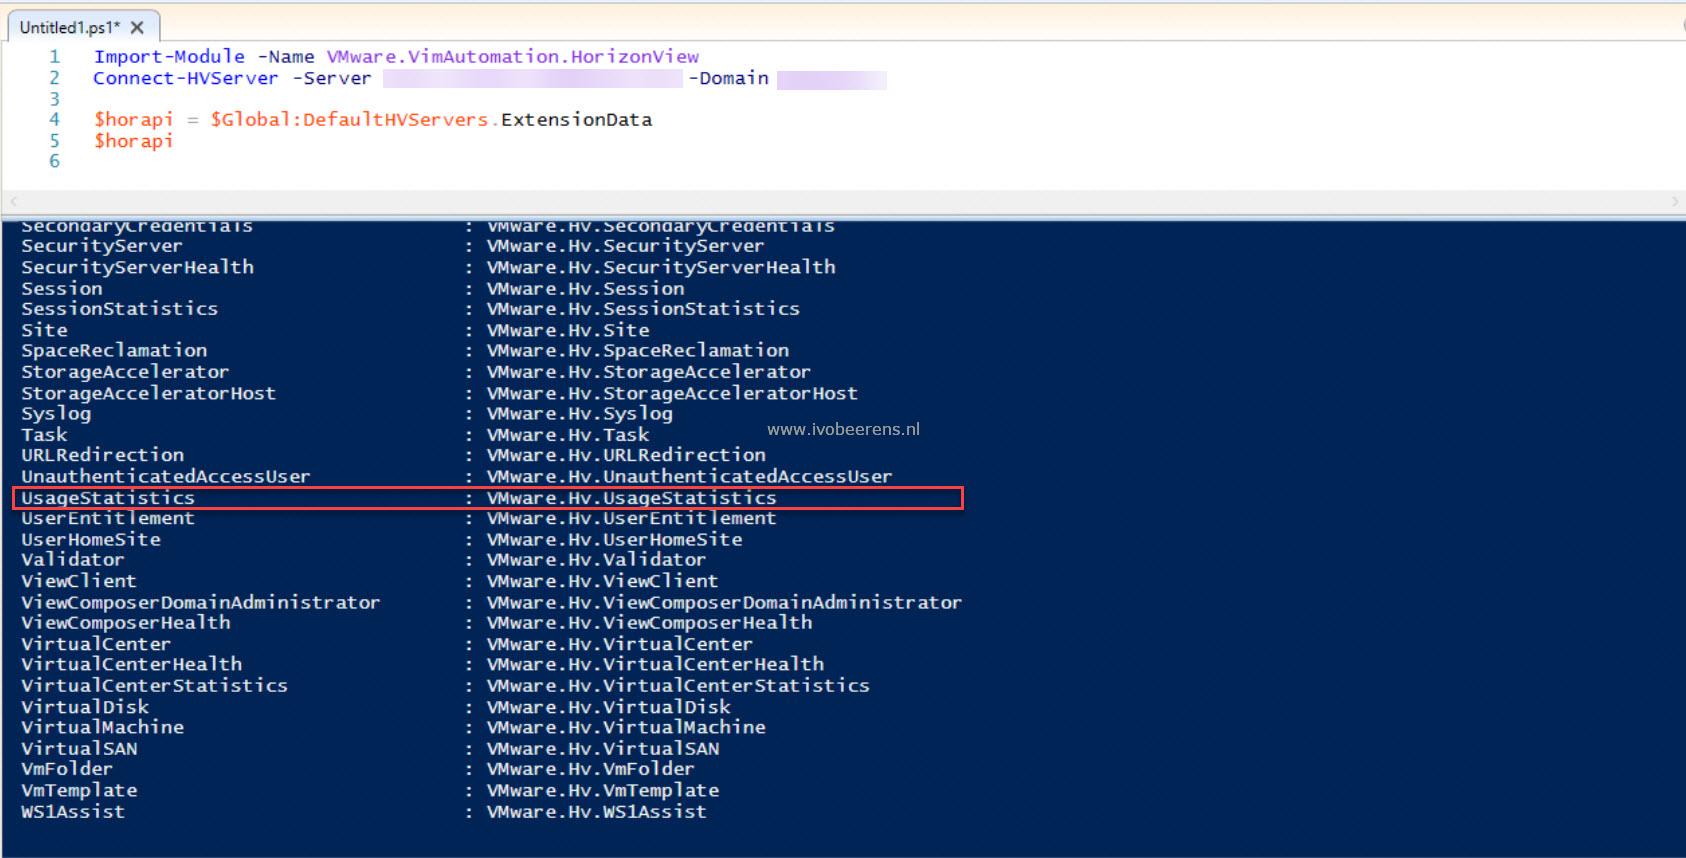 Untitled1.ps1* X
1 Import-Module -Name VMware.VimAutomation.HorizonView
2 Connect-HVServer -Server -Domain
3
4 $horapi = $Global:DefaultHVServers.ExtensionData
5 $horapi
6
SecondaryCredentials : VMware.Hv.SecondaryCredentials
SecurityServer : VMware.Hv.SecurityServer
SecurityServerHealth : VMware.Hv.SecurityServerHealth
Session : VMware.Hv.Session
SessionStatistics : VMware.Hv.SessionStatistics
Site : VMware.Hv.Site
SpaceReclamation : VMware.Hv.SpaceReclamation
StorageAccelerator : VMware.Hv.StorageAccelerator
StorageAcceleratorHost : VMware.Hv.StorageAcceleratorHost
Syslog : VMware.Hv.Syslog
Task : VMware.Hv.Task
www.ivobeerens.nl
URLRedirection : VMware.Hv.URLRedirection
UnauthenticatedAccessUser : VMware.Hv.UnauthenticatedAccessUser
UsageStatistics : VMware.Hv.UsageStatistics
UserEntitlement : VMware.Hv.UserEntitlement
UserHomeSite : VMware.Hv.UserHomeSite
Validator : VMware.Hv.Validator
ViewClient : VMware.Hv.ViewClient
ViewComposerDomainAdministrator : VMware.Hv.ViewComposerDomainAdministrator
ViewComposerHealth : VMware.Hv.ViewComposerHealth
VirtualCenter : VMware.Hv.VirtualCenter
VirtualCenterHealth : VMware.Hv.VirtualCenterHealth
VirtualCenterStatistics : VMware.Hv.VirtualCenterStatistics
VirtualDisk : VMware.Hv.VirtualDisk
VirtualMachine : VMware.Hv.VirtualMachine
VirtualSAN : VMware.Hv.VirtualSAN
VmFolder : VMware.Hv.VmFolder
VmTemplate : VMware.Hv.VmTemplate
WS1Assist : VMware.Hv.WS1Assist